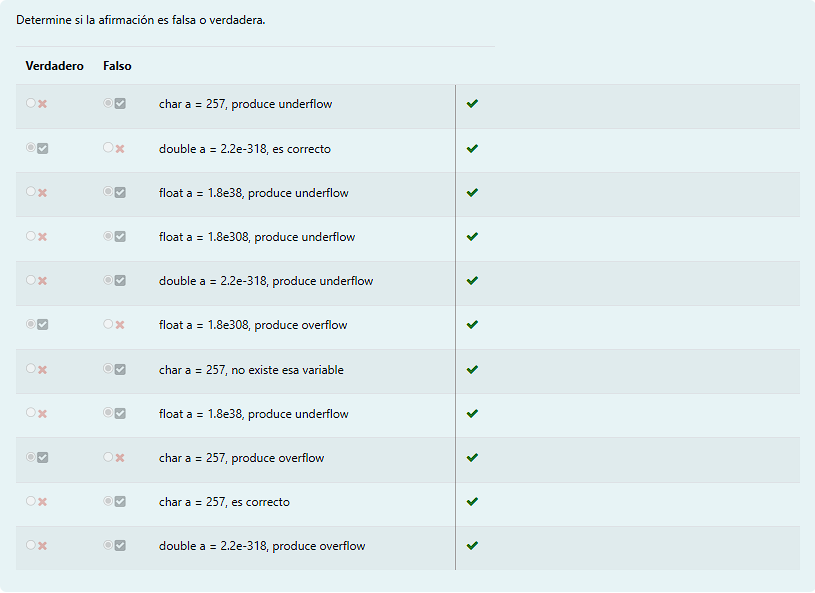 Determine si la afirmación es falsa o verdadera.
Verdadero Falso
char a = 257, produce underflow
double a = 2.2e-318, es correcto
float a = 1.8e38, produce underflow
float a = 1.8e308, produce underflow
double a = 2.2e-318, produce underflow
float a = 1.8e308, produce overflow
char a = 257, no existe esa variable
float a = 1.8e38, produce underflow
char a = 257, produce overflow
char a = 257, es correcto
double a = 2.2e-318, produce overflow